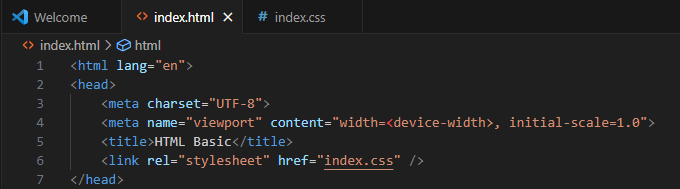 Welcome index.html index.css
index.html > html
1 <html lang="en">
2 <head>
3 <meta charset="UTF-8">
4 <meta name="viewport" content="width=<device-width>, initial-scale=1.0">
5 <title>HTML Basic</title>
6 <link rel="stylesheet" href="index.css" />
7 </head>